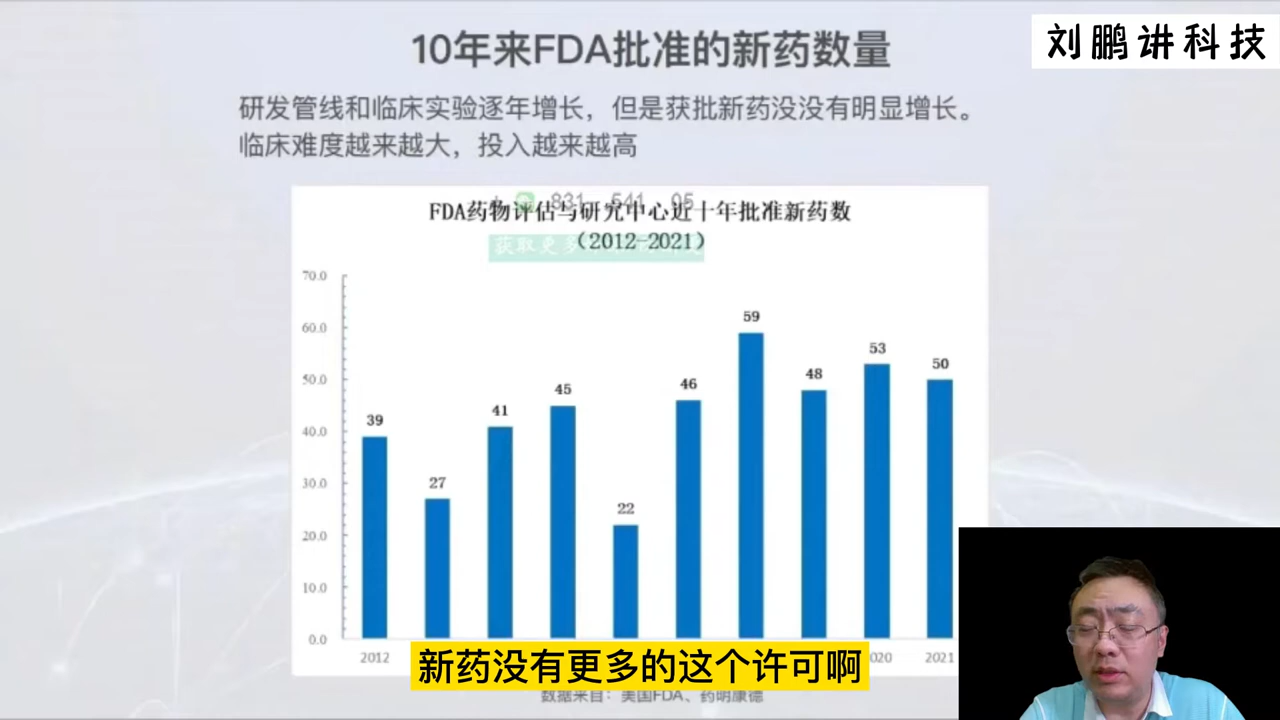 10年来FDA批准的新药数量
刘鹏讲科技
研发管线和临床实验逐年增长，但是获批新药没没有明显增长。
临床难度越来越大，投入越来越高
831 541 05
FDA药物评估与研究中心近十年批准新药数
获取更多
（2012-2021）
70.0
60.0
50.0
40.0
30.0
20.0
10.0
0.0
39
27
41
45
22
46
59
48
53
50
2012
2021
新药没有更多的这个许可啊
数据来自：美国FDA、药明康德